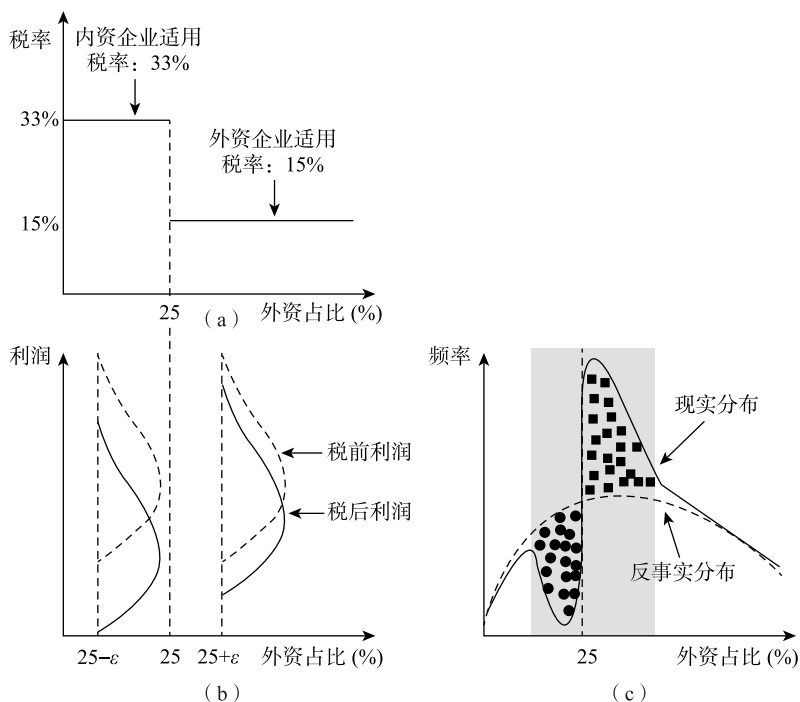 税率
内资企业适用
税率：33%
33%
外资企业适用
税率：15%
15%
25
（a）
外资占比 (%)
利润
税前利润
税后利润
25−ε
25
25+ε
外资占比 (%)
（b）
频率
现实分布
反事实分布
25
外资占比 (%)
（c）